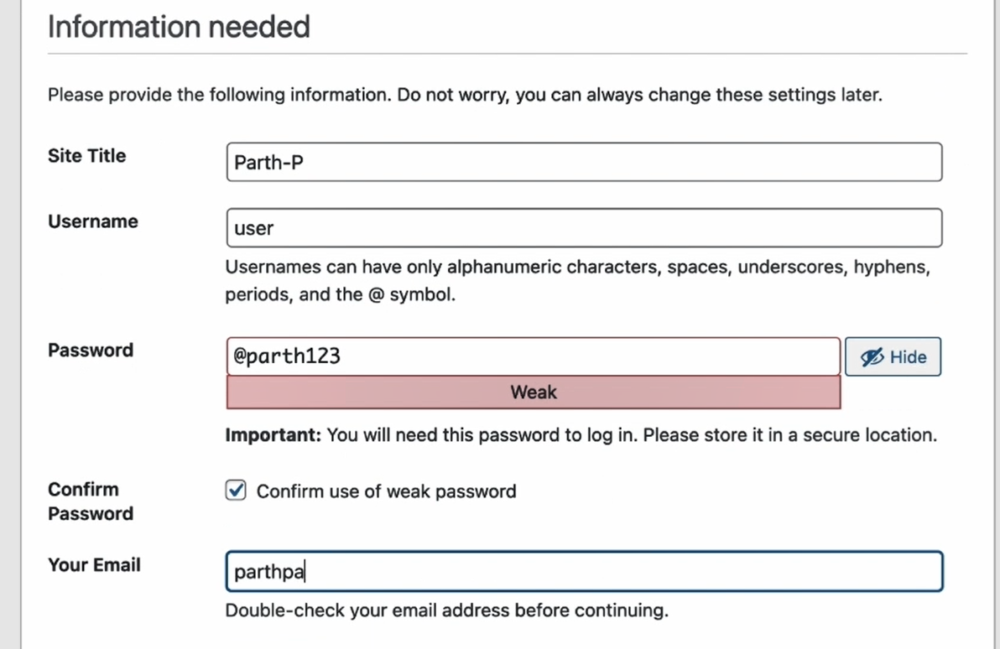 Information needed
Please provide the following information. Do not worry, you can always change these settings later.
Site Title
Parth-P
Username
user
Usernames can have only alphanumeric characters, spaces, underscores, hyphens,
periods, and the @ symbol.
Password
@parth123
Hide
Weak
Important: You will need this password to log in. Please store it in a secure location.
Confirm
Password
Confirm use of weak password
Your Email
parthpa
Double-check your email address before continuing.